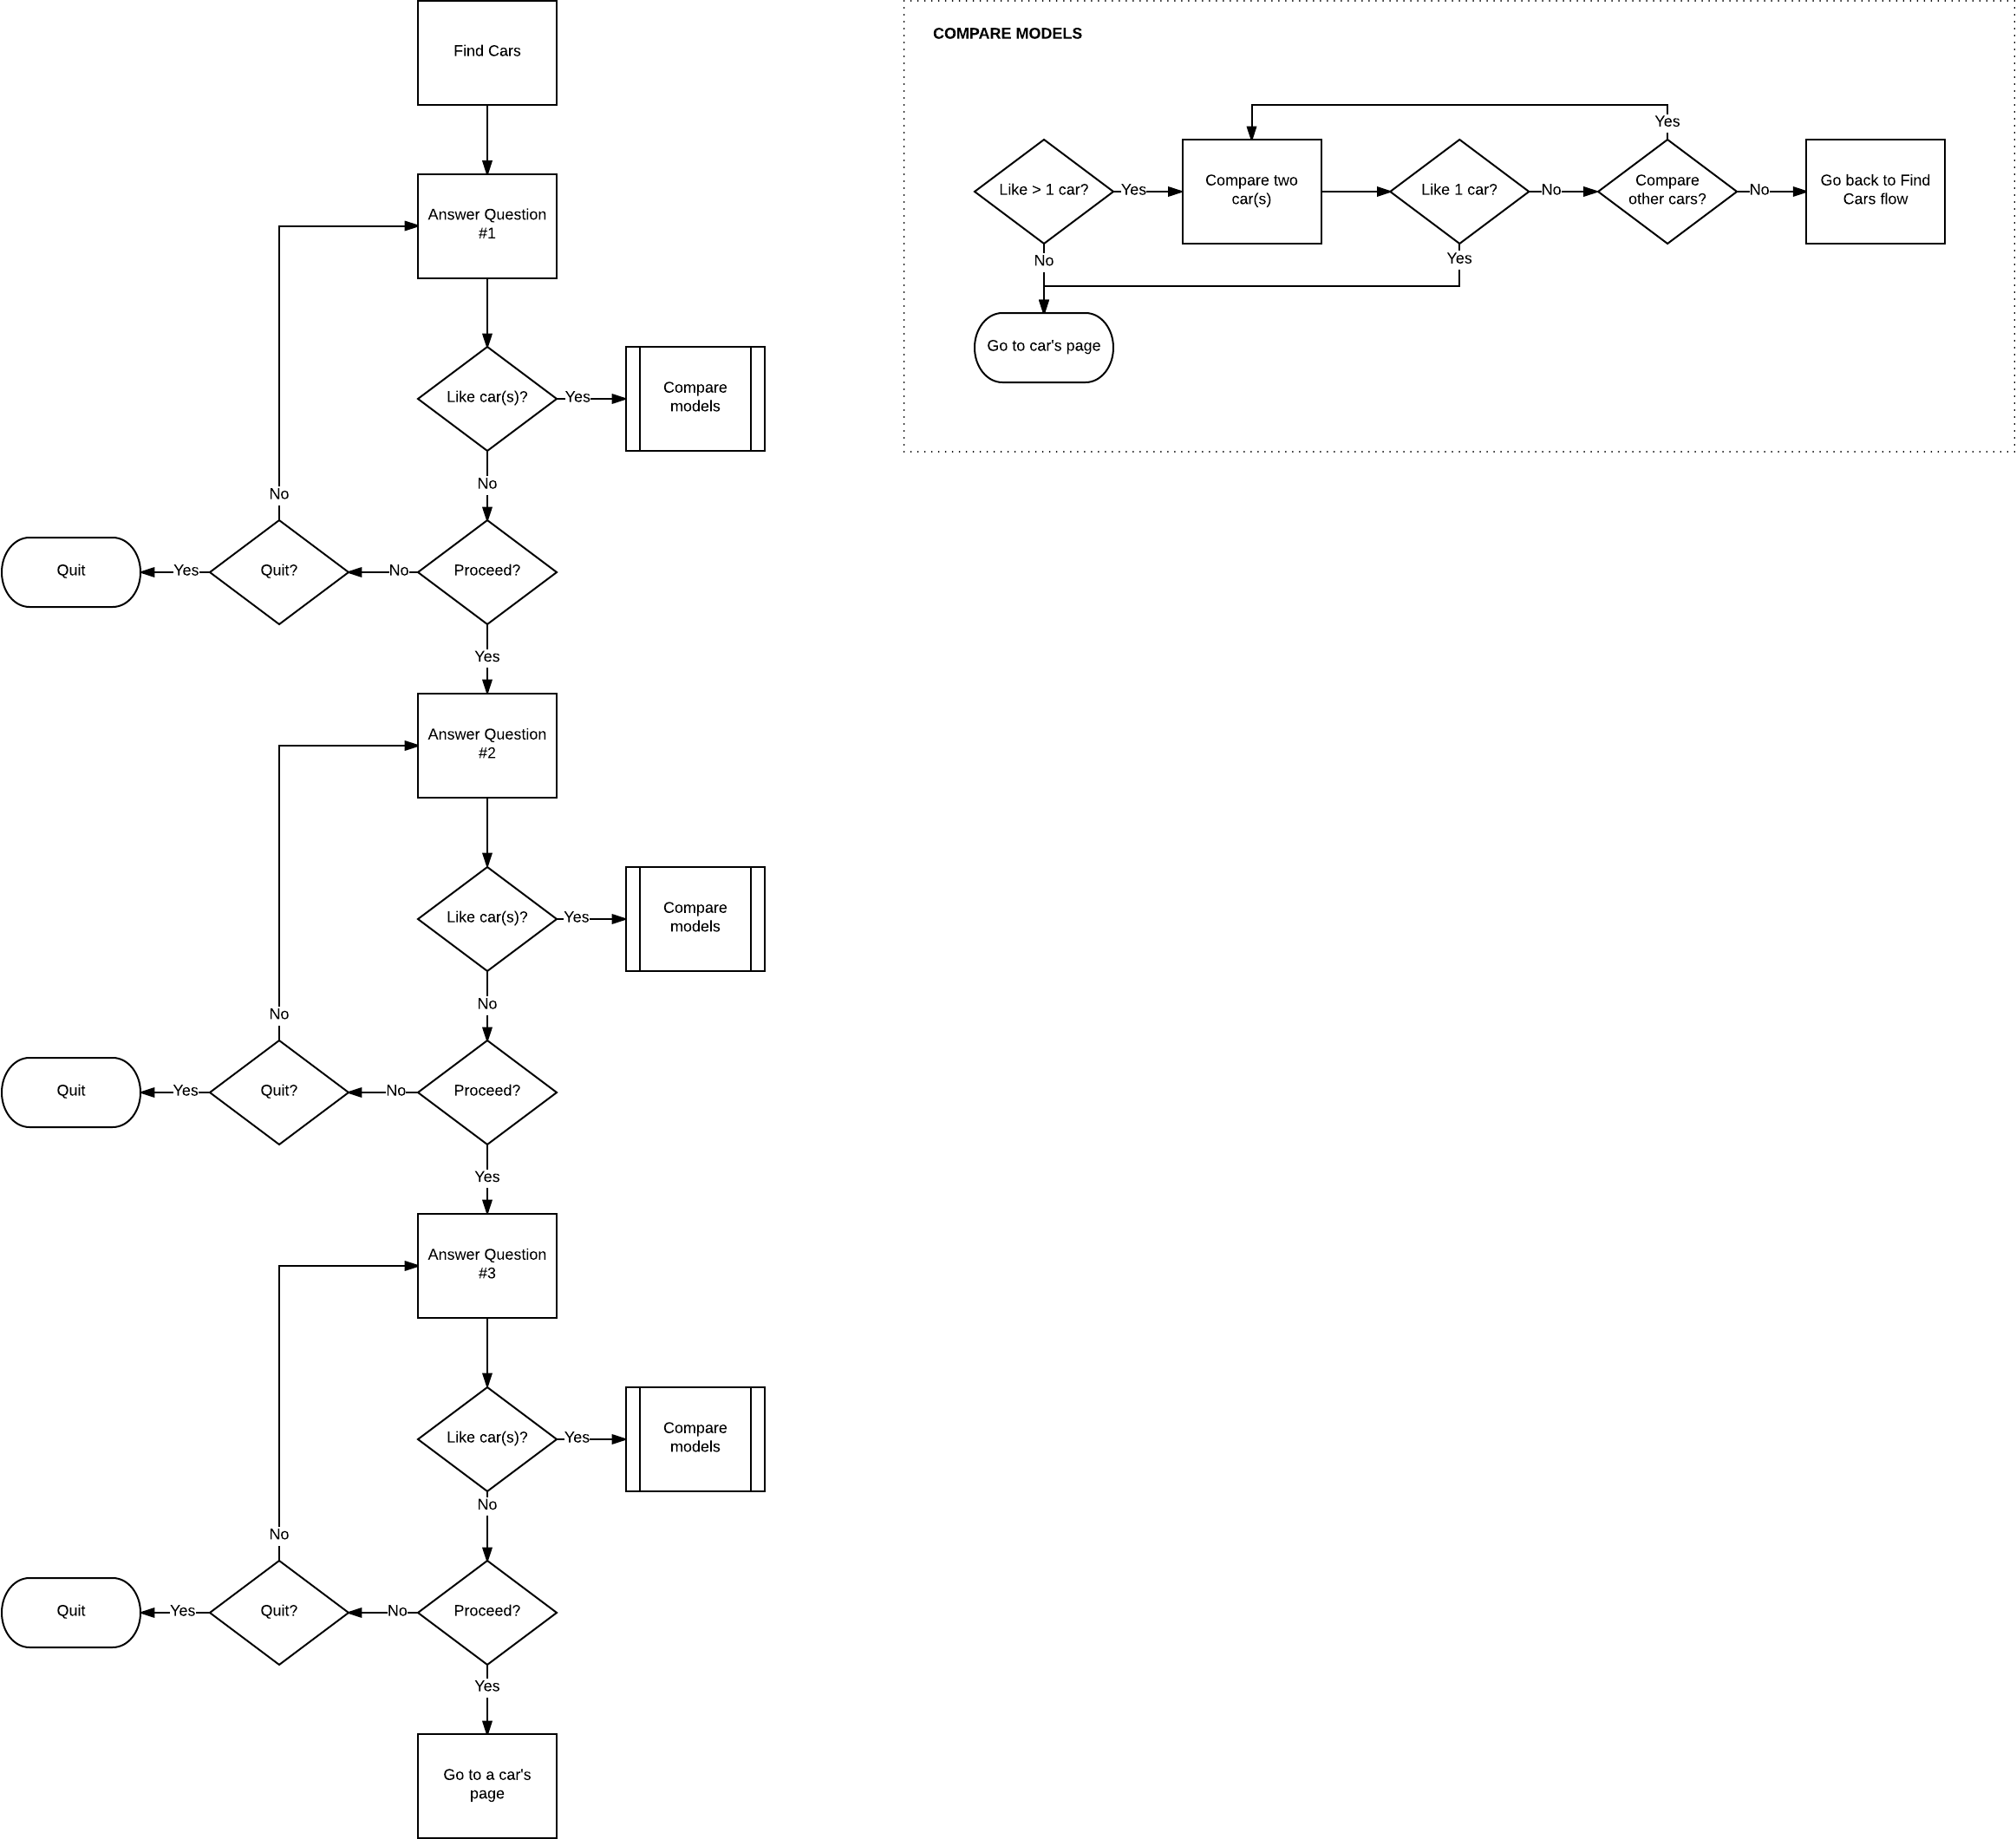 Find Cars
Answer Question
#1
Like car(s)?
Yes
Compare
models
No
No
Quit
Yes
Quit?
No
Proceed?
Yes
Answer Question
#2
Like car(s)?
Yes
Compare
models
No
No
Quit
Yes
Quit?
No
Proceed?
Yes
Answer Question
#3
Like car(s)?
Yes
Compare
models
No
No
Quit
Yes
Quit?
No
Proceed?
Yes
Go to a car's
page
COMPARE MODELS
Yes
Like > 1 car?
Yes
Compare two
car(s)
Like 1 car?
No
Compare
other cars?
No
Go back to Find
Cars flow
No
Yes
Go to car's page